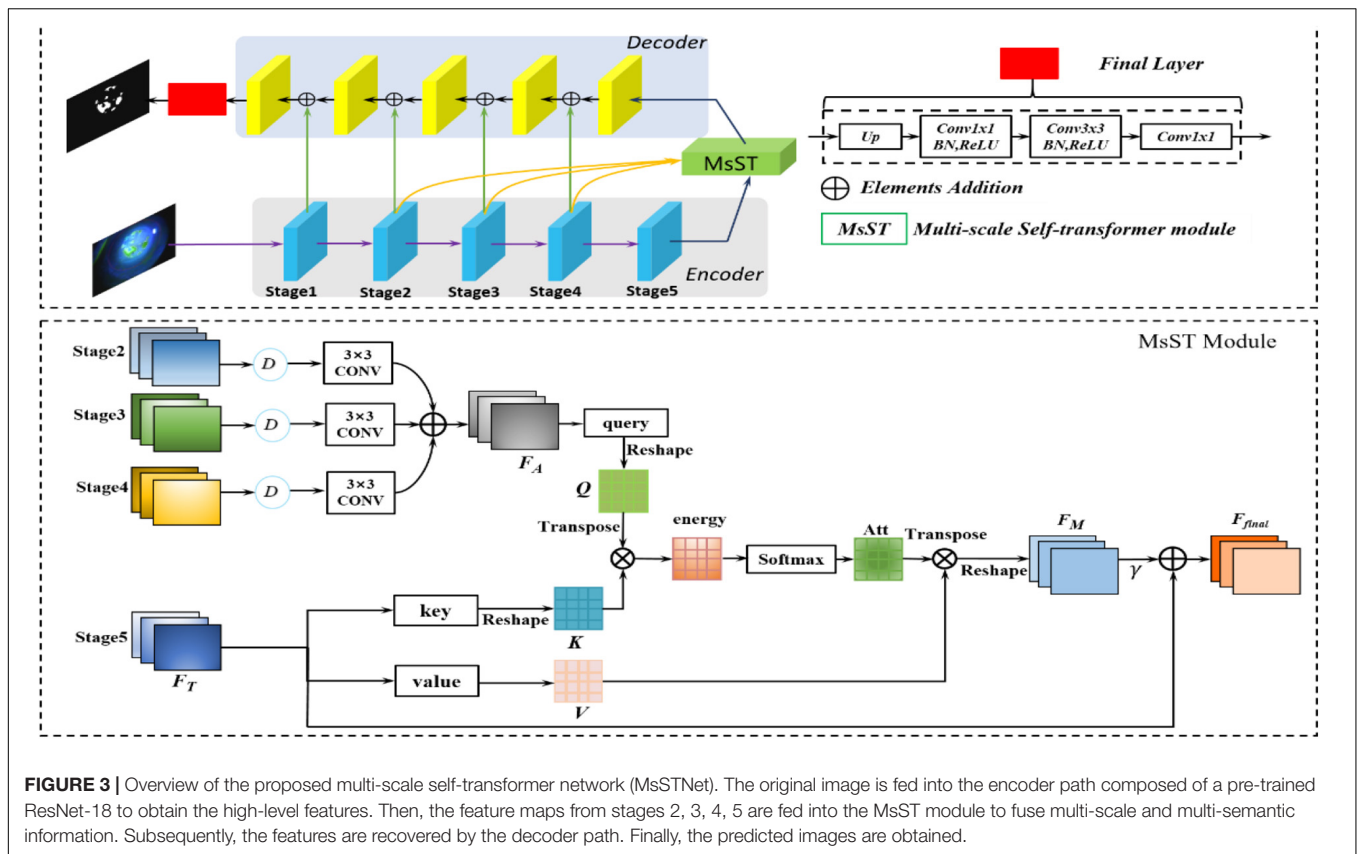 Decoder
Final Layer
Up
Conv1x1
BN,ReLU
Conv3x3
BN,ReLU
Conv1x1
MsST
Elements Addition
MsST
Multi-scale Self-transformer module
Encoder
Stage1
Stage2
Stage3
Stage4
Stage5
MsST Module
Stage2
D
3×3
CONV
Stage3
D
3×3
CONV
F_A
query
Reshape
Stage4
D
3×3
CONV
Q
Transpose
energy
Softmax
Att
Transpose
Reshape
F_M
γ
F_final
Stage5
F_T
key
Reshape
K
value
V
FIGURE 3 | Overview of the proposed multi-scale self-transformer network (MsSTNet). The original image is fed into the encoder path composed of a pre-trained
ResNet-18 to obtain the high-level features. Then, the feature maps from stages 2, 3, 4, 5 are fed into the MsST module to fuse multi-scale and multi-semantic
information. Subsequently, the features are recovered by the decoder path. Finally, the predicted images are obtained.